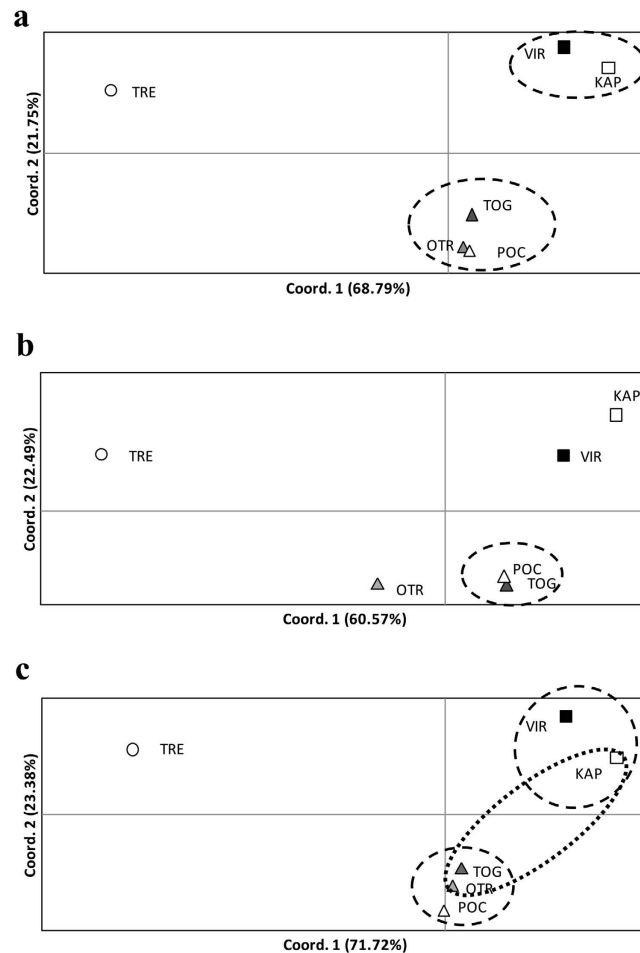 a
VIR
KAP
TRE
Coord. 2 (21.75%)
TOG
OTR
POC
Coord. 1 (68.79%)
b
KAP
TRE
VIR
Coord. 2 (22.49%)
POC
OTR
TOG
Coord. 1 (60.57%)
c
VIR
TRE
KAP
Coord. 2 (23.38%)
TOG
OTR
POC
Coord. 1 (71.72%)